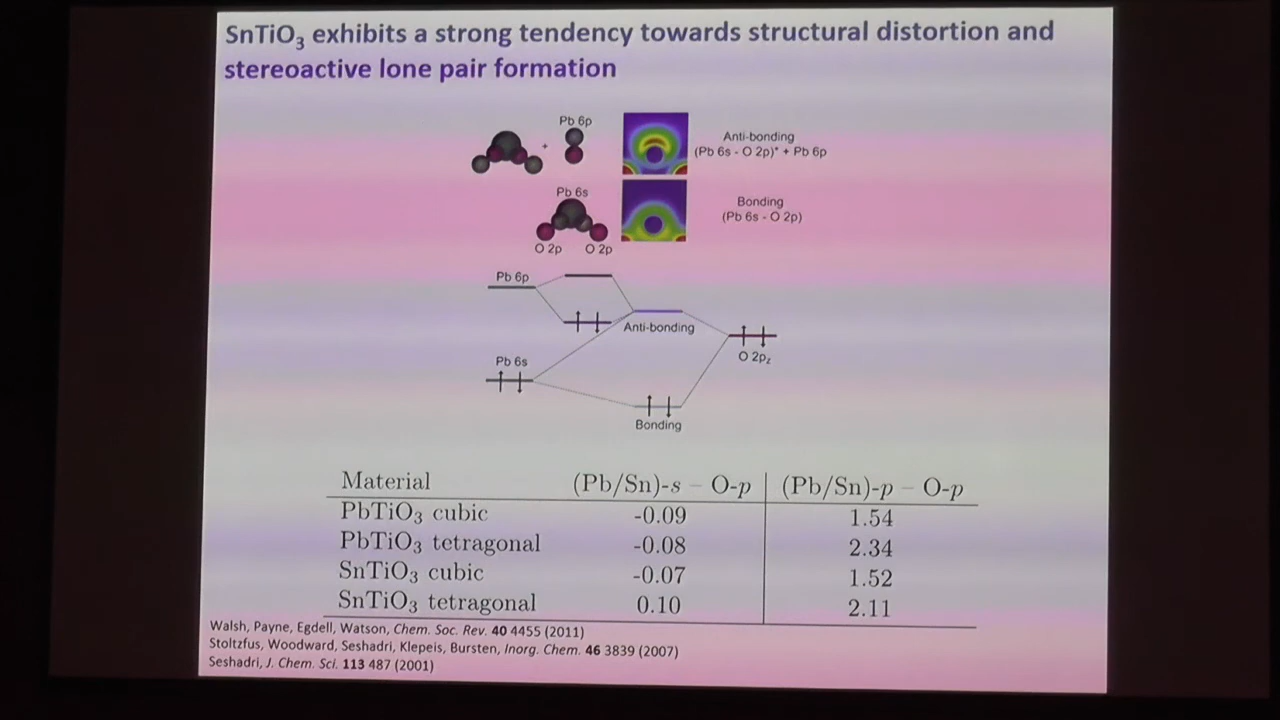 SnTiO₃ exhibits a strong tendency towards structural distortion and
stereoactive lone pair formation
Pb 6p
+
Anti-bonding
(Pb 6s - O 2p)* + Pb 6p
Pb 6s
Bonding
(Pb 6s - O 2p)
O 2p O 2p
Pb 6p
Anti-bonding
O 2p_z
Pb 6s
Bonding
Material (Pb/Sn)-s – O-p (Pb/Sn)-p – O-p
PbTiO₃ cubic -0.09 1.54
PbTiO₃ tetragonal -0.08 2.34
SnTiO₃ cubic -0.07 1.52
SnTiO₃ tetragonal 0.10 2.11
Walsh, Payne, Egdell, Watson, Chem. Soc. Rev. 40 4455 (2011)
Stoltzfus, Woodward, Seshadri, Klepeis, Bursten, Inorg. Chem. 46 3839 (2007)
Seshadri, J. Chem. Sci. 113 487 (2001)